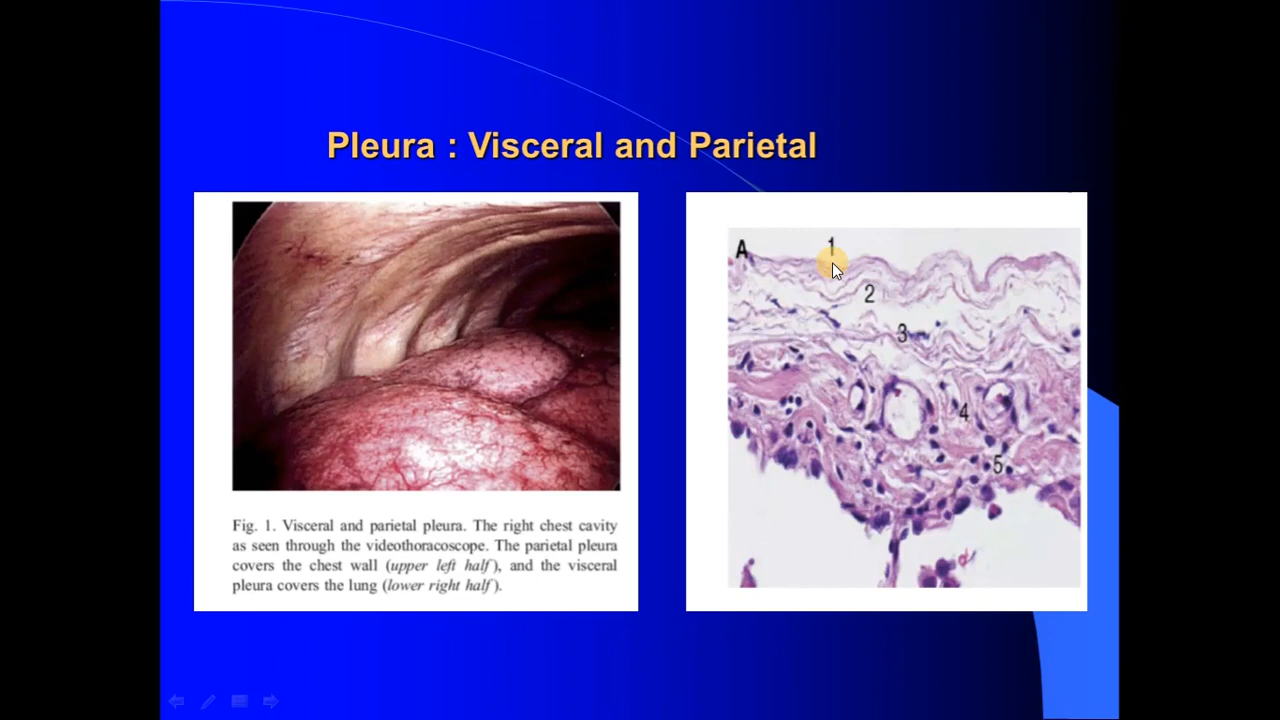 Pleura : Visceral and Parietal
Fig. 1. Visceral and parietal pleura. The right chest cavity
as seen through the videothoracoscope. The parietal pleura
covers the chest wall (upper left half), and the visceral
pleura covers the lung (lower right half).
A
1
2
3
4
5